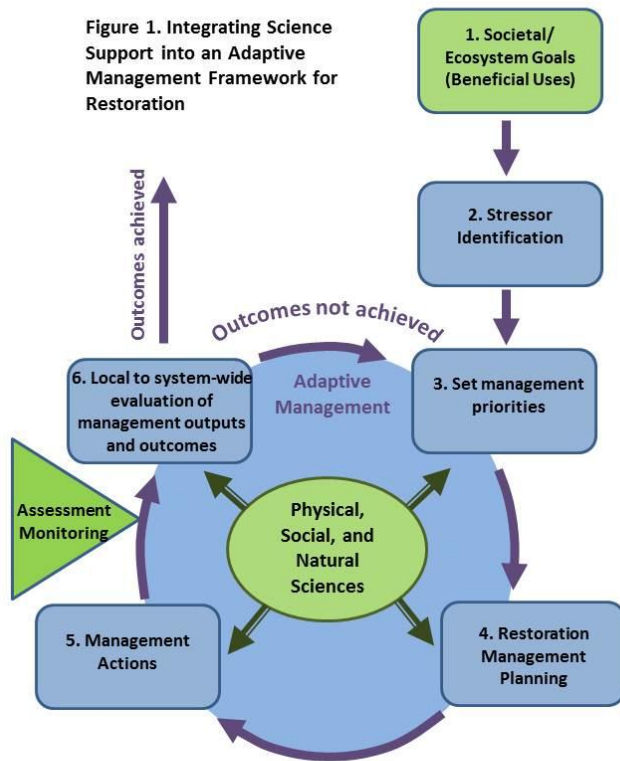 Figure 1. Integrating Science
Support into an Adaptive
Management Framework for
Restoration
1. Societal/
Ecosystem Goals
(Beneficial Uses)
2. Stressor
Identification
Outcomes achieved
Outcomes not achieved
Adaptive
Management
3. Set management
priorities
6. Local to system-wide
evaluation of
management outputs
and outcomes
Assessment
Monitoring
Physical,
Social, and
Natural
Sciences
5. Management
Actions
4. Restoration
Management
Planning